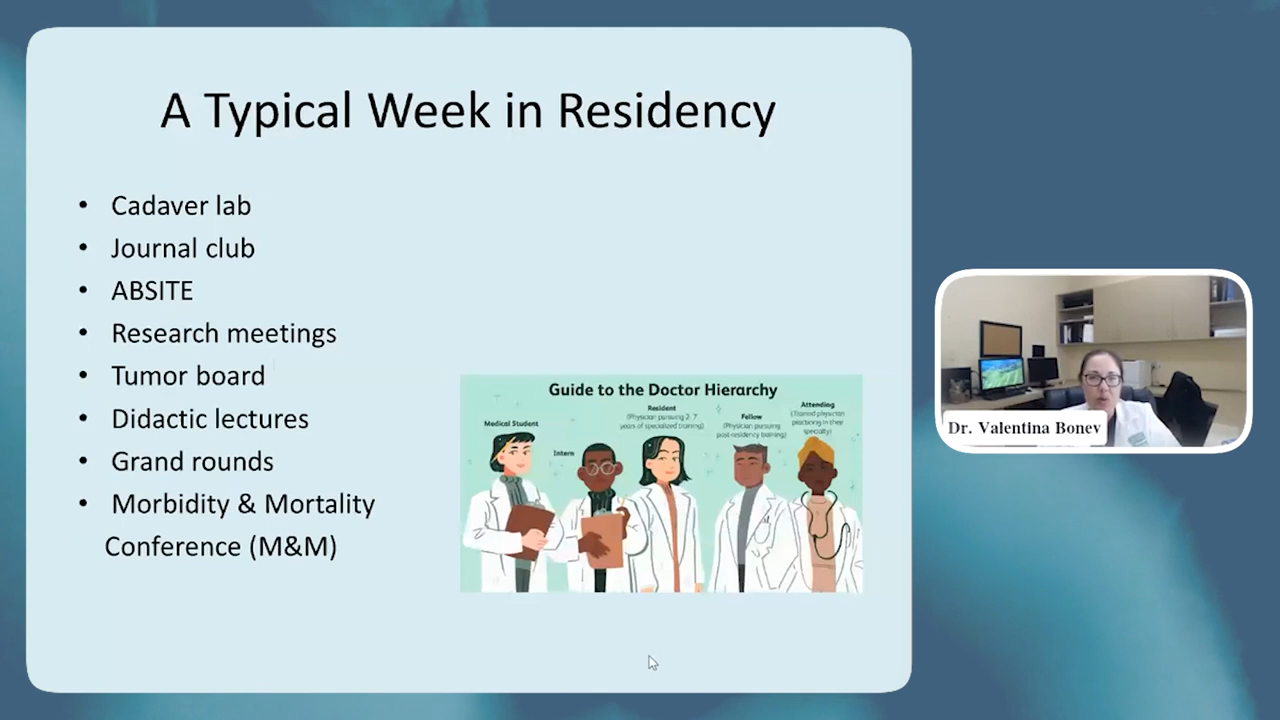 A Typical Week in Residency
• Cadaver lab
• Journal club
• ABSITE
• Research meetings
• Tumor board
• Didactic lectures
• Grand rounds
• Morbidity & Mortality
Conference (M&M)
Guide to the Doctor Hierarchy
Medical Student
Intern
Resident
(Physician pursuing 2-7
years of specialized training)
Fellow
(Physician pursuing
post-residency training)
Attending
(Trained physician
practicing in their
specialty)
Dr. Valentina Bonev